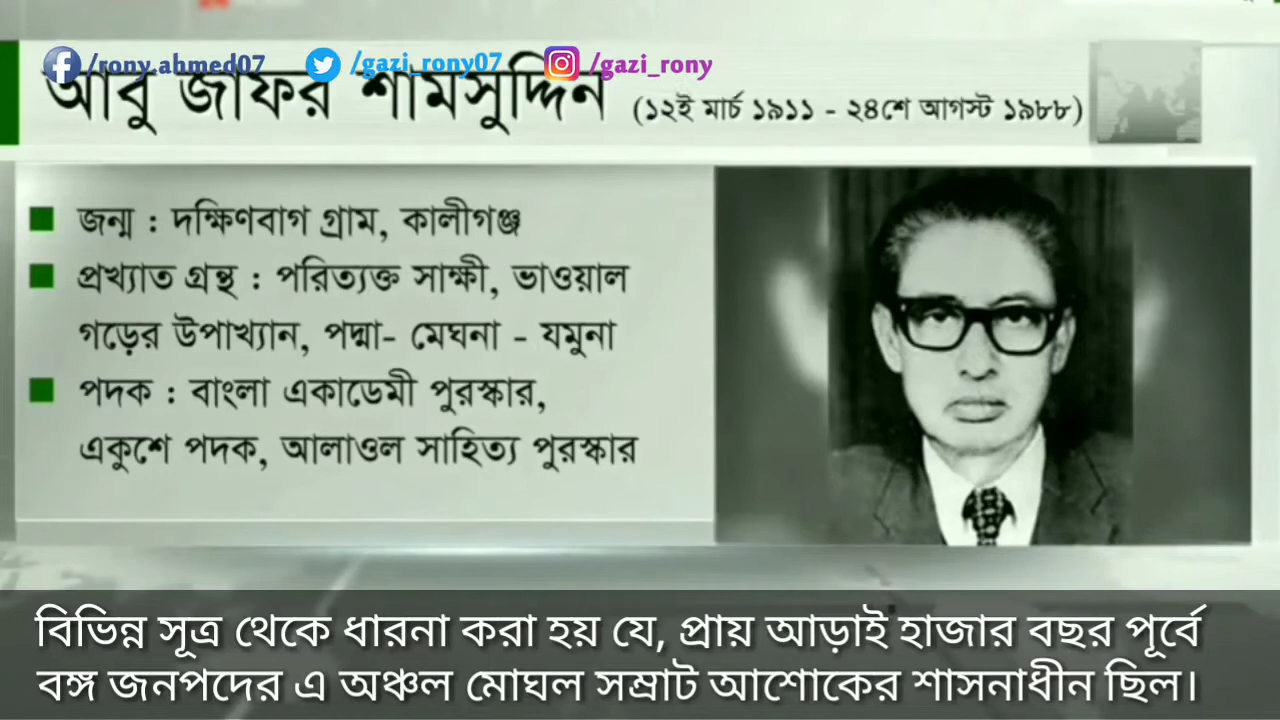 /rony.ahmed07 /gazi_rony07 /gazi_rony
আবু জাফর শামসুদ্দিন (১২ই মার্চ ১৯১১ - ২৪শে আগস্ট ১৯৮৮)
জন্ম : দক্ষিণবাগ গ্রাম, কালীগঞ্জ
প্রখ্যাত গ্রন্থ : পরিত্যক্ত সাক্ষী, ভাওয়াল
গড়ের উপাখ্যান, পদ্মা- মেঘনা - যমুনা
পদক : বাংলা একাডেমী পুরস্কার,
একুশে পদক, আলাওল সাহিত্য পুরস্কার
বিভিন্ন সূত্র থেকে ধারনা করা হয় যে, প্রায় আড়াই হাজার বছর পূর্বে
বঙ্গ জনপদের এ অঞ্চল মোঘল সম্রাট আশোকের শাসনাধীন ছিল।